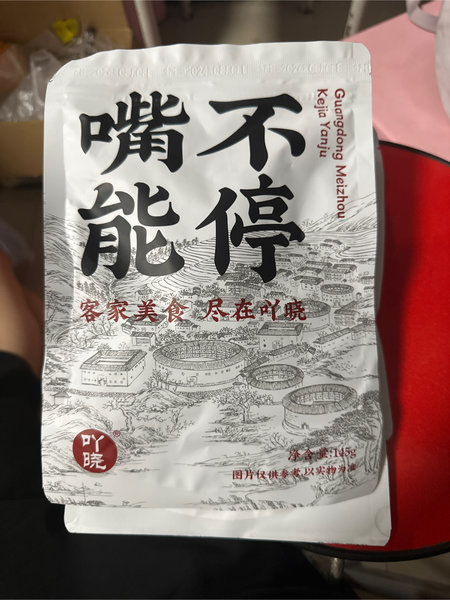 不停
嘴能
Guangdong Meizhou
Kejia Yanju
客家美食 尽在吖晓
吖晓
®
净含量:145g
图片仅供参考,以实物为准